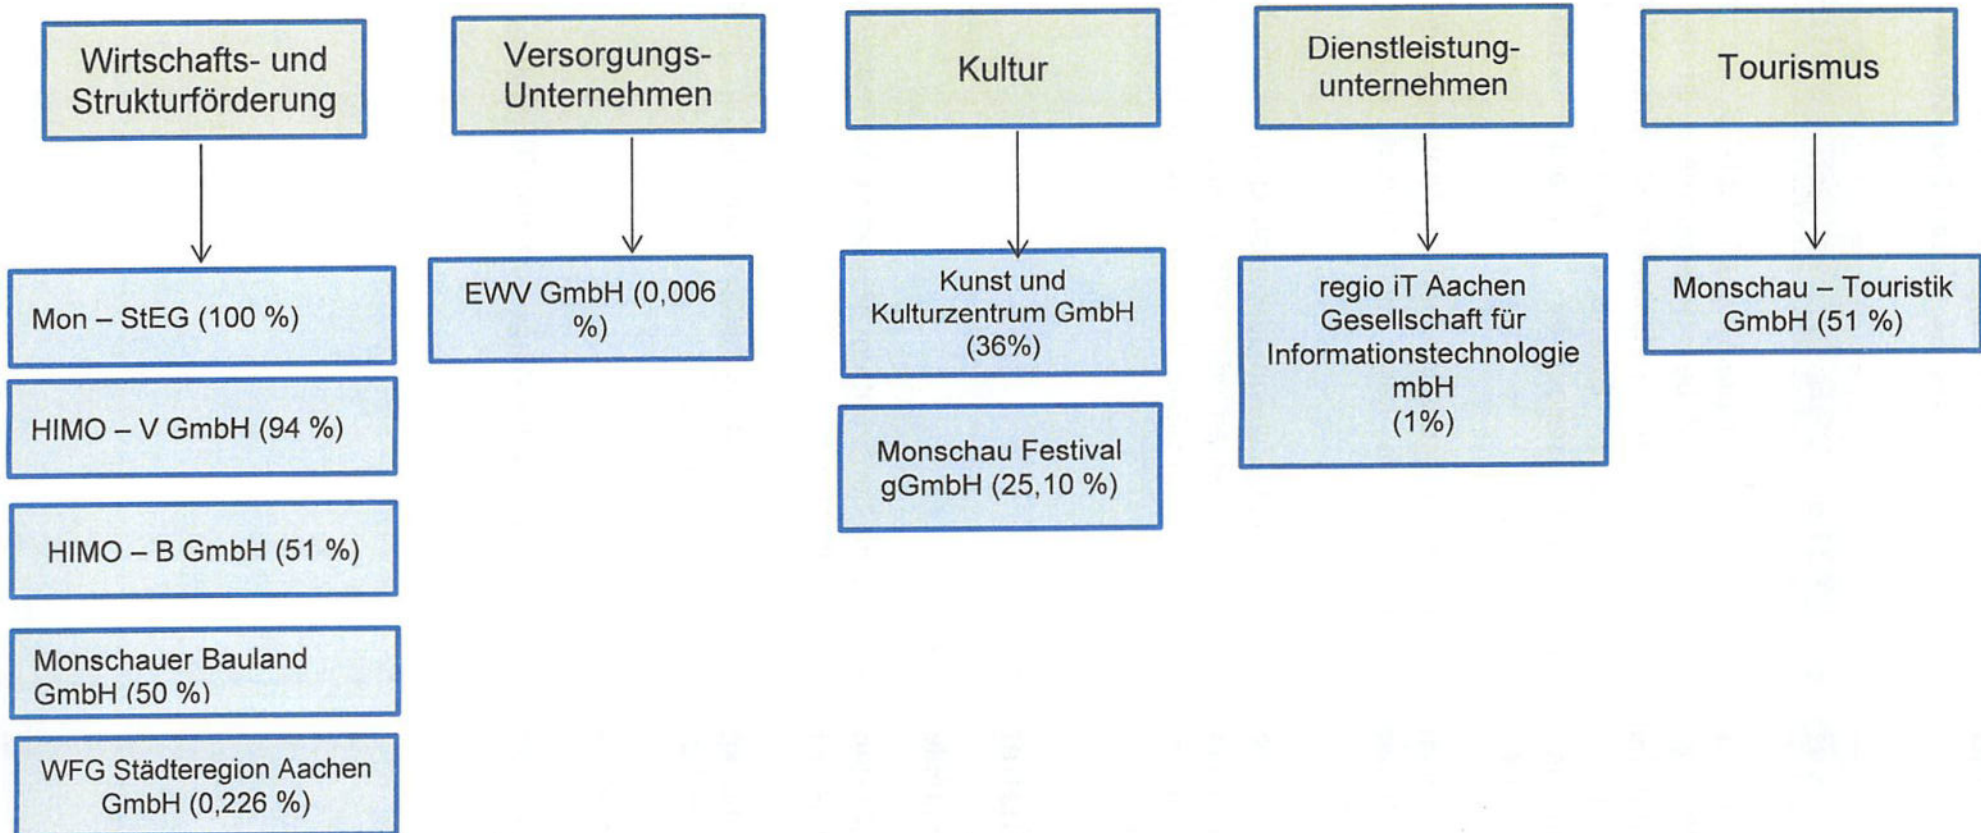 Wirtschafts- und
Strukturförderung
Versorgungs-
Unternehmen
Kultur
Dienstleistung-
unternehmen
Tourismus
Mon – StEG (100 %)
HIMO – V GmbH (94 %)
HIMO – B GmbH (51 %)
Monschauer Bauland
GmbH (50 %)
WFG Städteregion Aachen
GmbH (0,226 %)
EWV GmbH (0,006
%)
Kunst und
Kulturzentrum GmbH
(36%)
Monschau Festival
gGmbH (25,10 %)
regio iT Aachen
Gesellschaft für
Informationstechnologie
mbH
(1%)
Monschau – Touristik
GmbH (51 %)